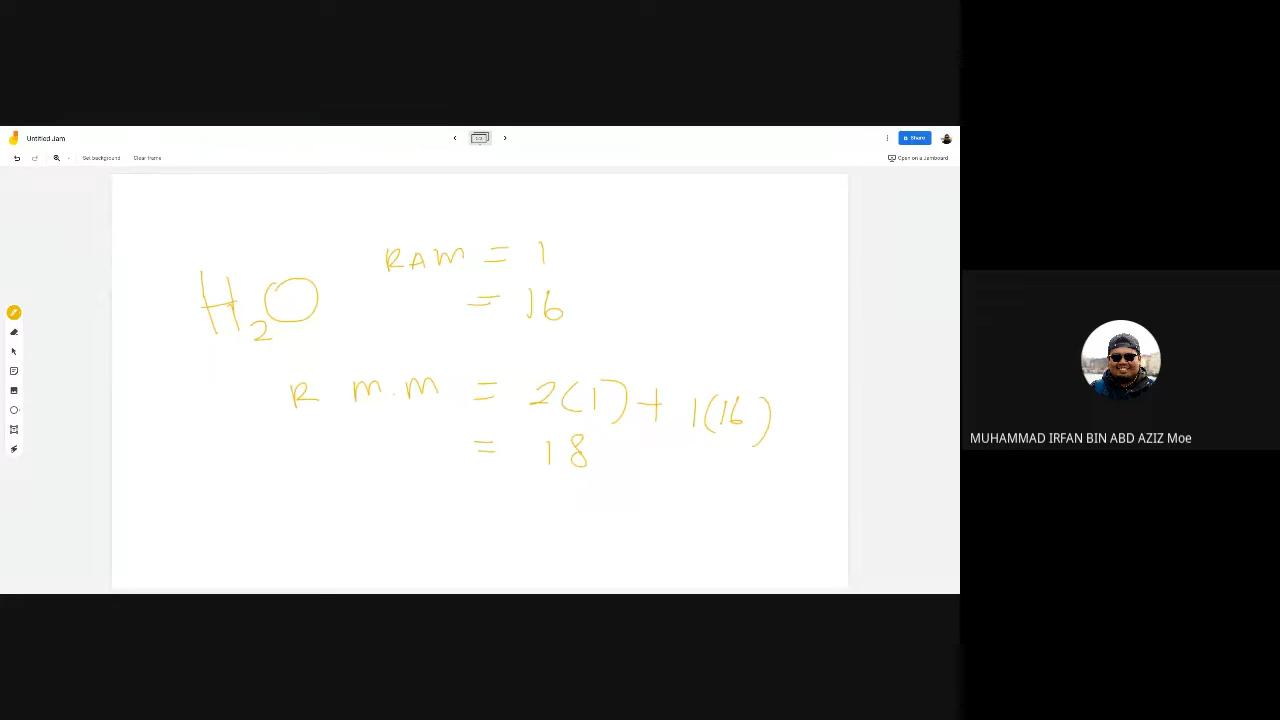 Untitled Jam
Share
Set background
Clear frame
Open on a Jamboard
RAM = 1
H₂O
= 16
R M.M = 2(1) + 1(16)
= 18
MUHAMMAD IRFAN BIN ABD AZIZ Moe